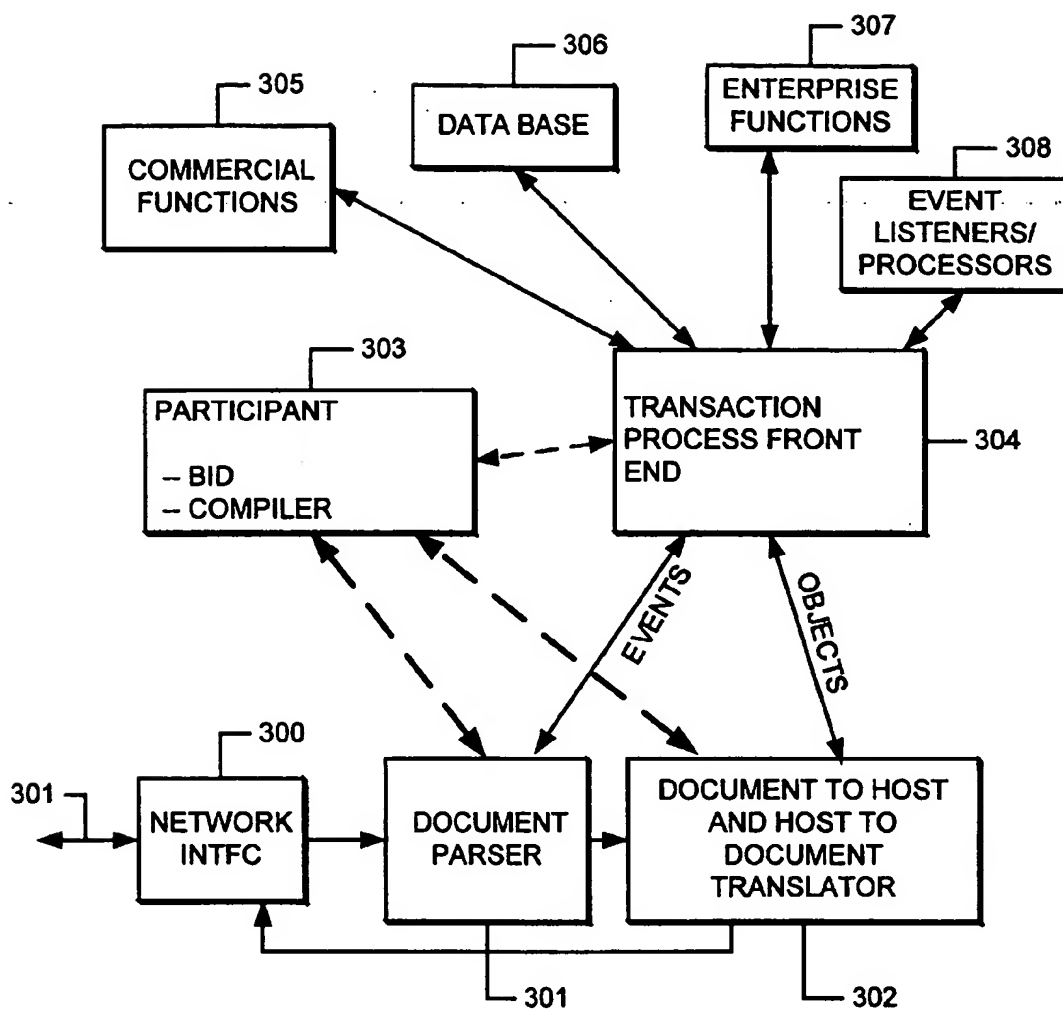 307
306
305
ENTERPRISE
FUNCTIONS
DATA BASE
308
COMMERCIAL
FUNCTIONS
EVENT
LISTENERS/
PROCESSORS
303
PARTICIPANT
– BID
– COMPILER
TRANSACTION
PROCESS FRONT
END
304
EVENTS
OBJECTS
300
301
NETWORK
INTFC
DOCUMENT
PARSER
DOCUMENT TO HOST
AND HOST TO
DOCUMENT
TRANSLATOR
301
302